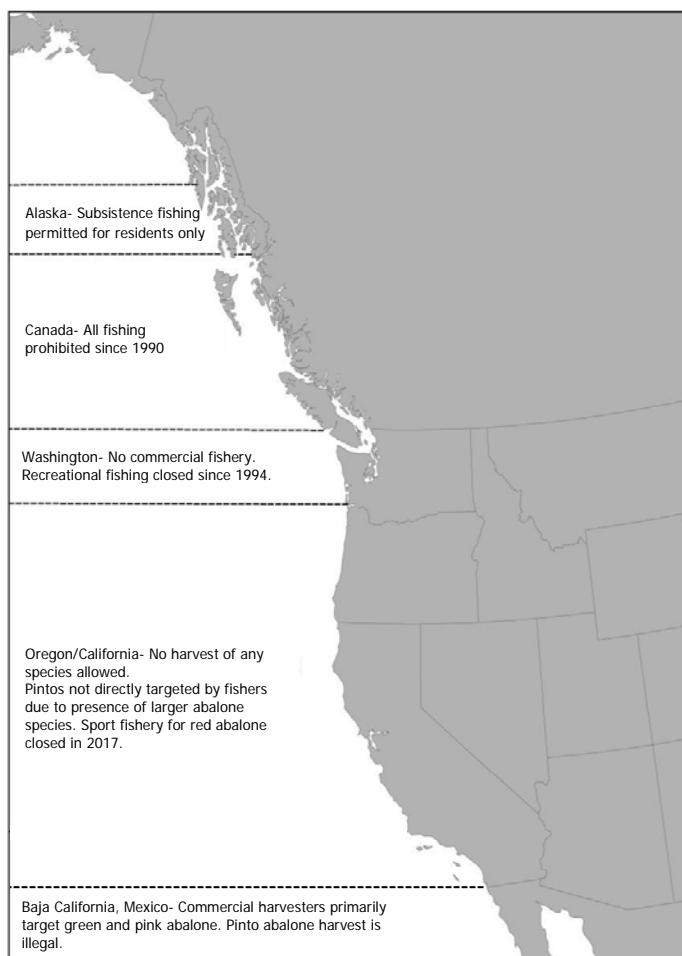 Alaska- Subsistence fishing
permitted for residents only
Canada- All fishing
prohibited since 1990
Washington- No commercial fishery.
Recreational fishing closed since 1994.
Oregon/California- No harvest of any
species allowed.
Pintos not directly targeted by fishers
due to presence of larger abalone
species. Sport fishery for red abalone
closed in 2017.
Baja California, Mexico- Commercial harvesters primarily
target green and pink abalone. Pinto abalone harvest is
illegal.